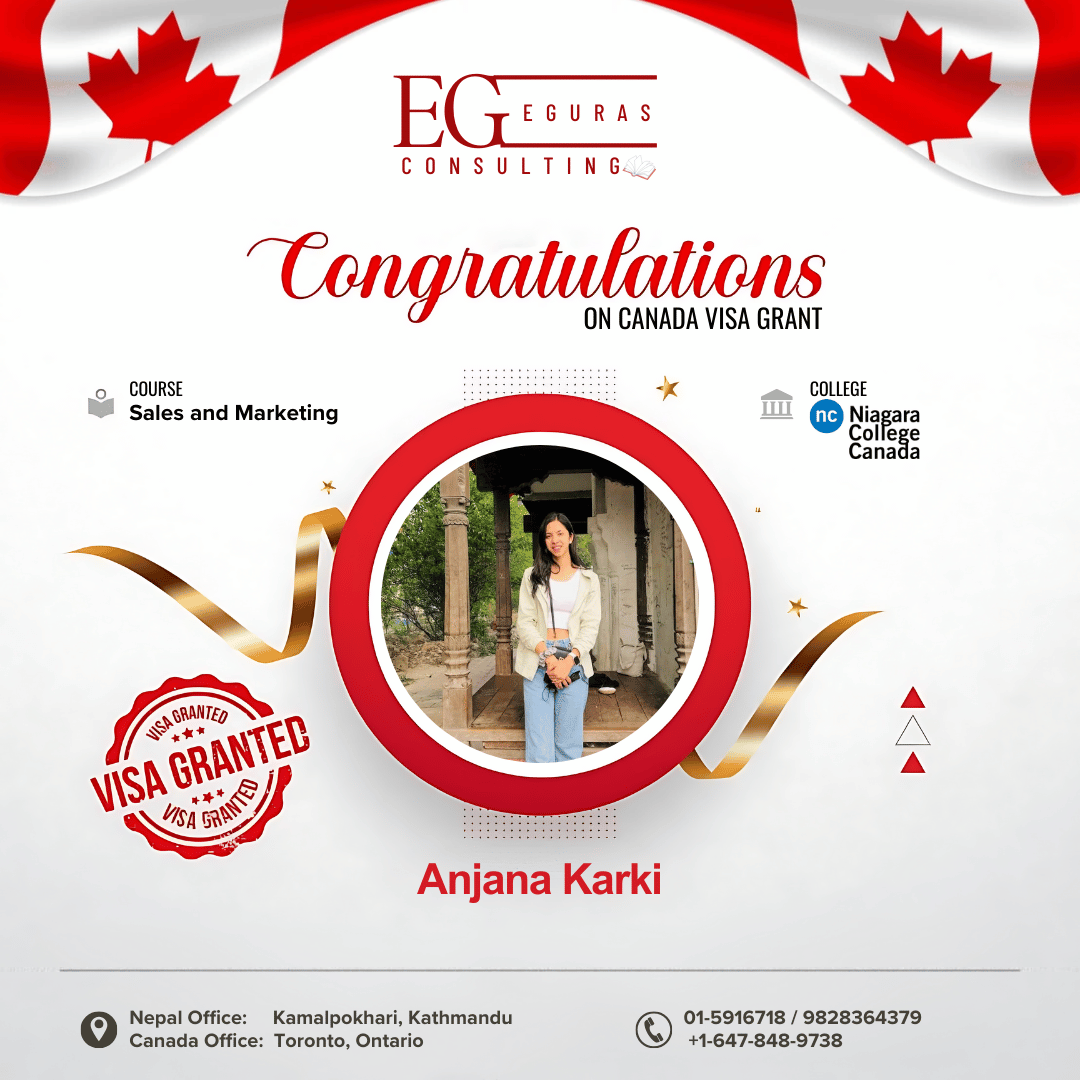 EG EGURAS
CONSULTING
Congratulations
ON CANADA VISA GRANT
COURSE
Sales and Marketing
COLLEGE
nc Niagara
College
Canada
VISA GRANTED
VISA GRANTED
VISA GRANTED
Anjana Karki
Nepal Office: Kamalpokhari, Kathmandu
Canada Office: Toronto, Ontario
01-5916718 / 9828364379
+1-647-848-9738